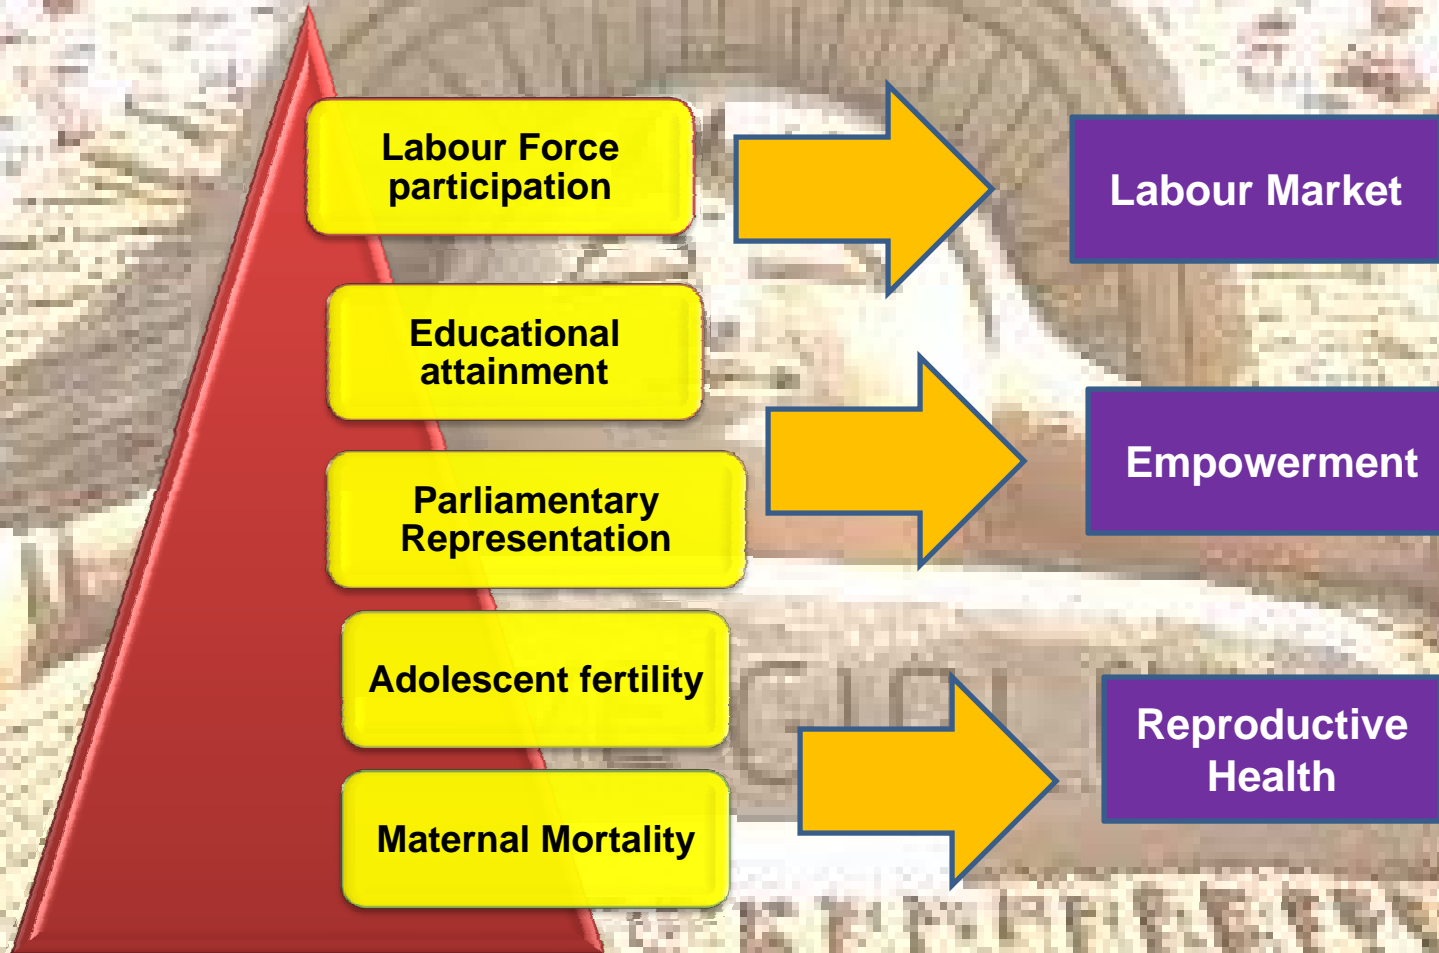 Labour Force
participation
Labour Market
Educational
attainment
Empowerment
Parliamentary
Representation
Adolescent fertility
Reproductive
Health
Maternal Mortality